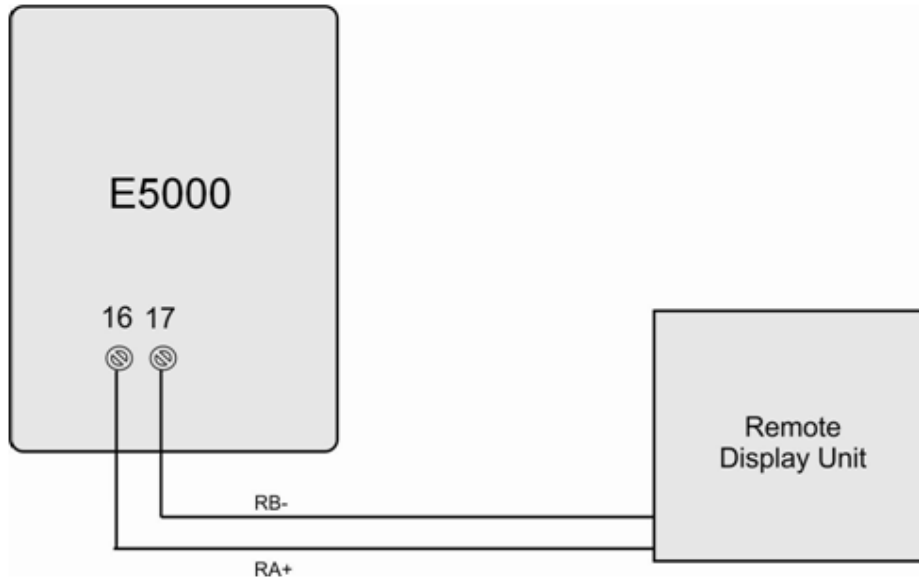 E5000
16 17
Remote
Display Unit
RB-
RA+